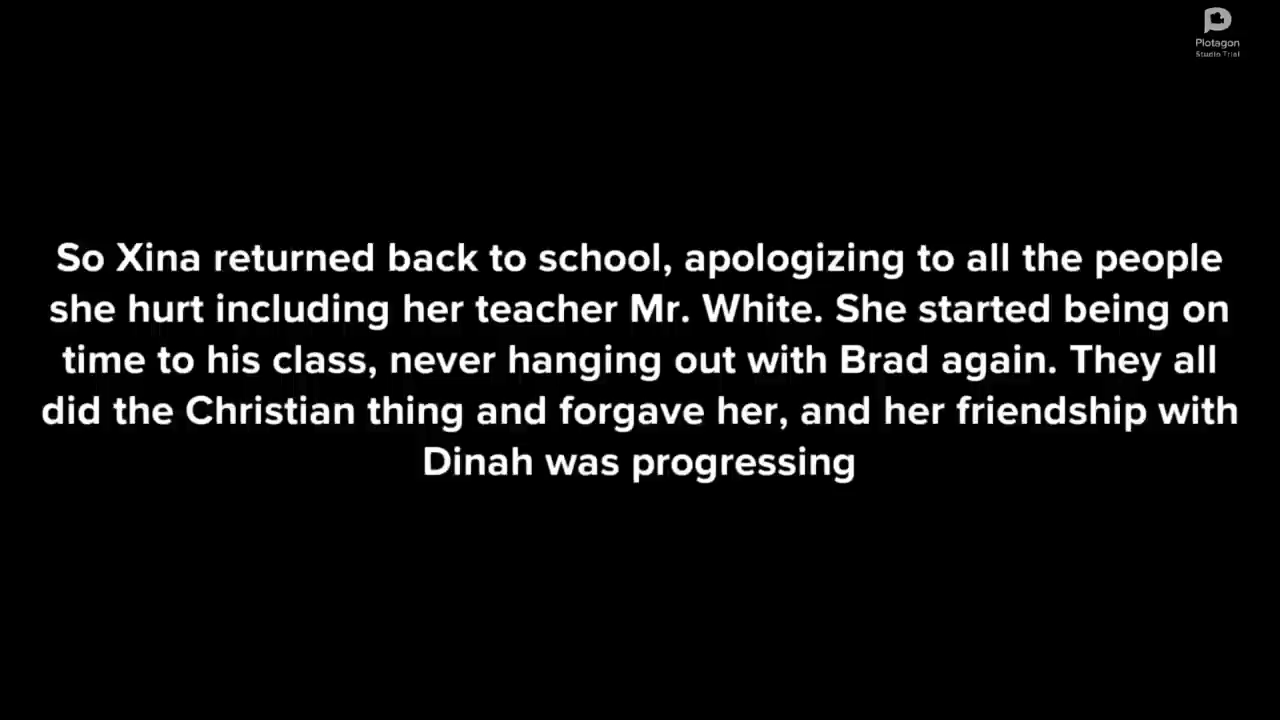 Plotagon
Studio Trial
So Xina returned back to school, apologizing to all the people
she hurt including her teacher Mr. White. She started being on
time to his class, never hanging out with Brad again. They all
did the Christian thing and forgave her, and her friendship with
Dinah was progressing